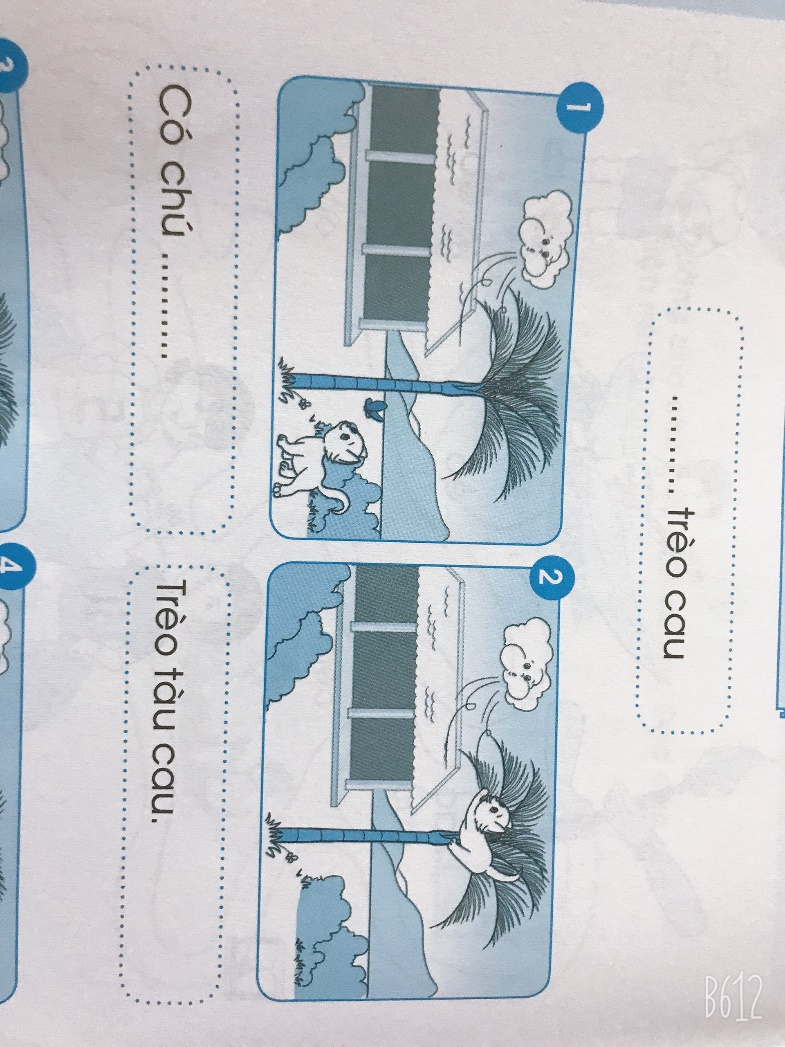 .......... trèo cau
1
2
Có chú ..........
Trèo tàu cau.
3
4
B612